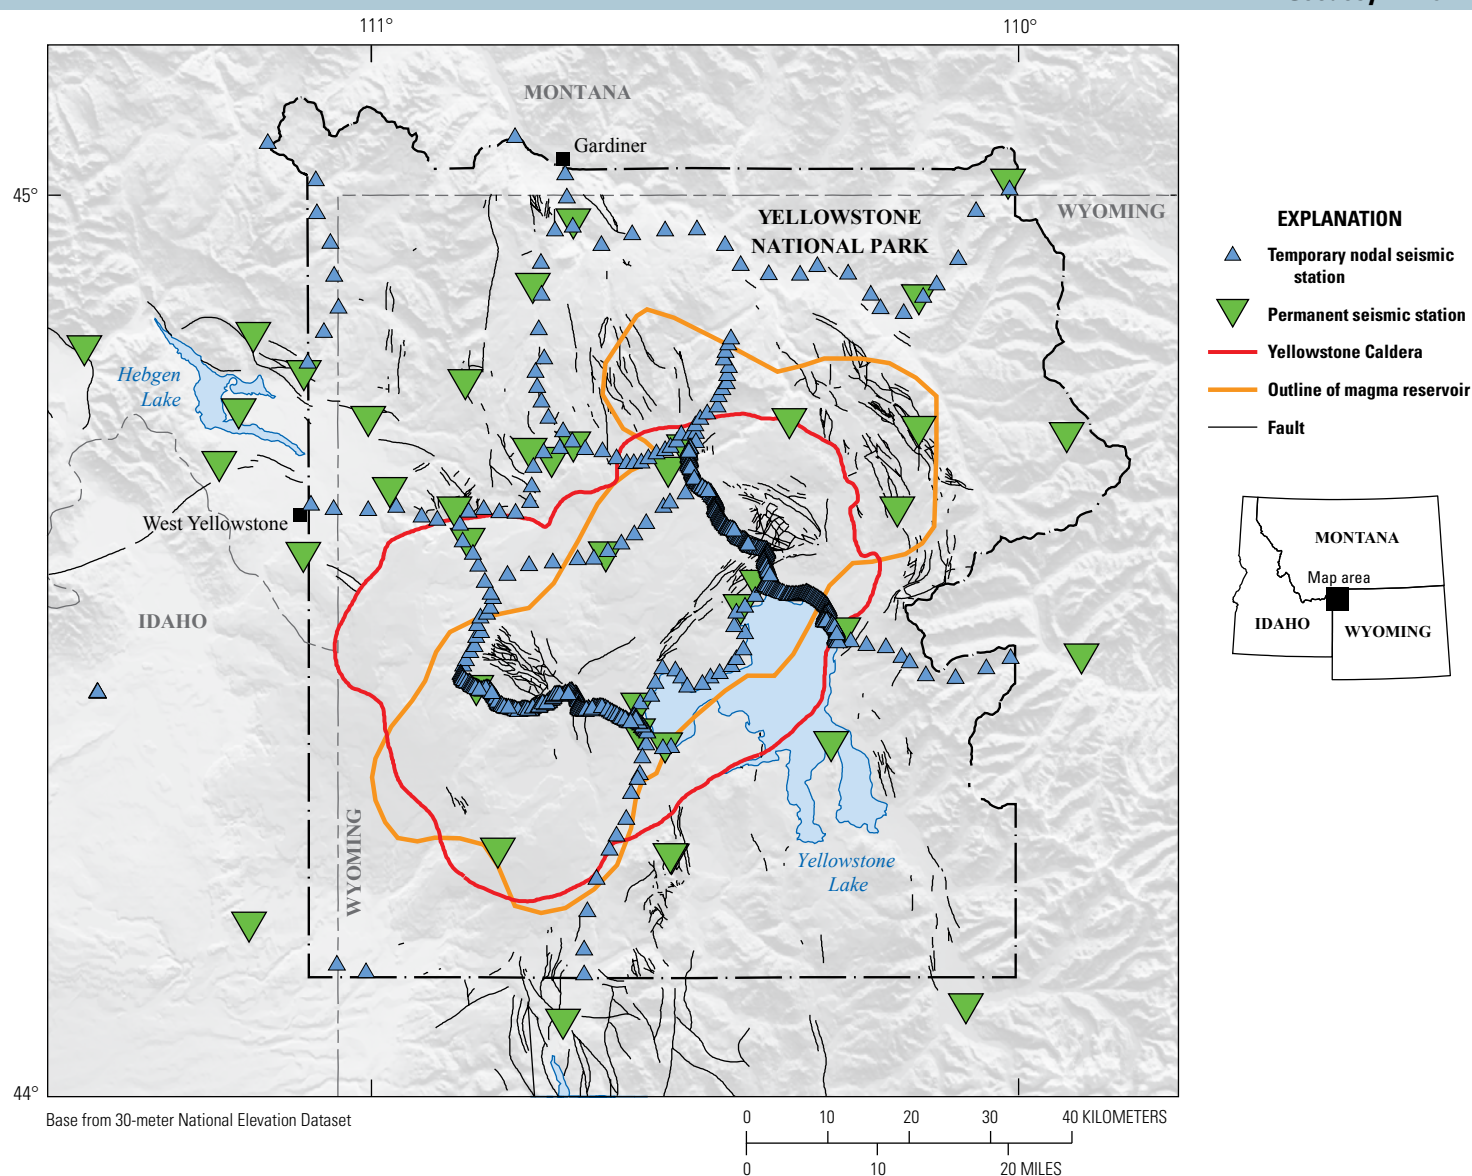 111°
110°
MONTANA
Gardiner
45°
YELLOWSTONE
NATIONAL PARK
WYOMING
Hebgen
Lake
West Yellowstone
IDAHO
WYOMING
Yellowstone
Lake
44°
EXPLANATION
Temporary nodal seismic
station
Permanent seismic station
Yellowstone Caldera
Outline of magma reservoir
Fault
MONTANA
Map area
IDAHO
WYOMING
Base from 30-meter National Elevation Dataset
0 10 20 30 40 KILOMETERS
0 10 20 MILES